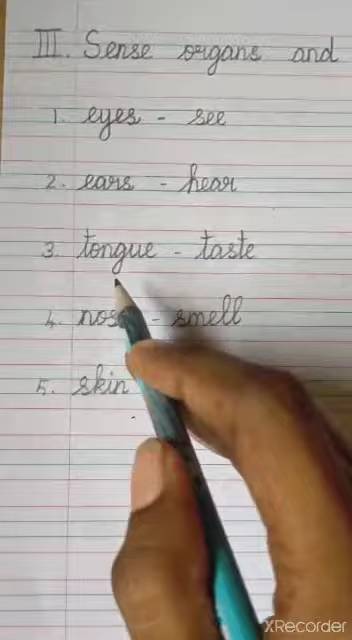 III. Sense organs and
1. eyes - see
2. ears - hear
3. tongue - taste
4. nose - smell
5. skin
XRecorder